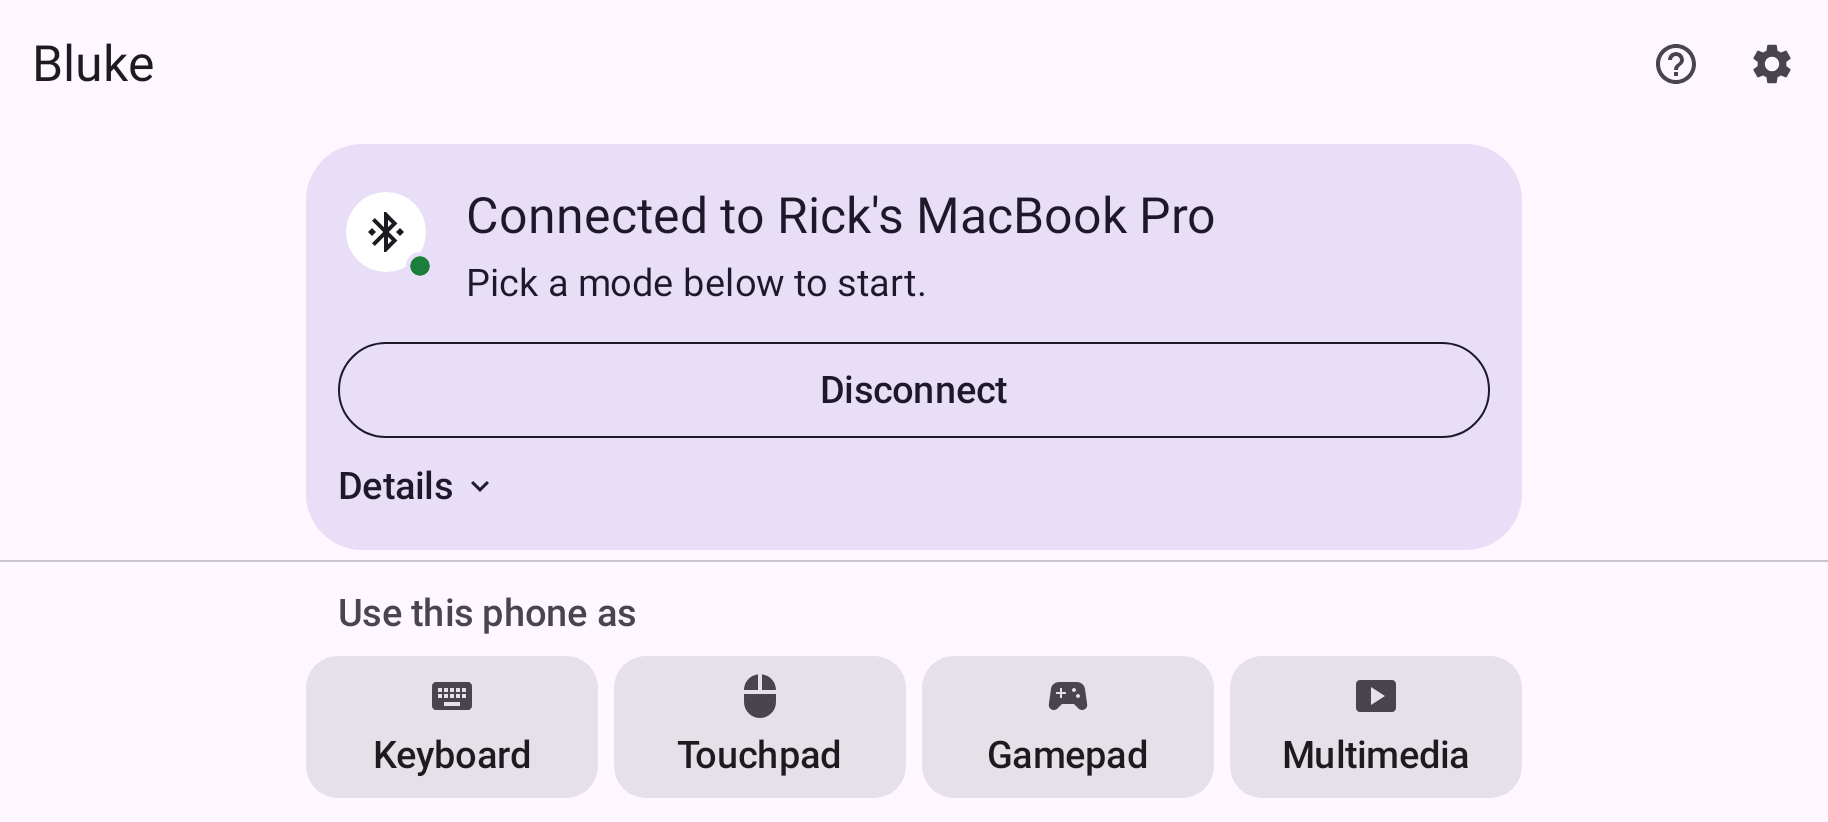 Bluke
Connected to Rick's MacBook Pro
Pick a mode below to start.
Disconnect
Details
Use this phone as
Keyboard
Touchpad
Gamepad
Multimedia